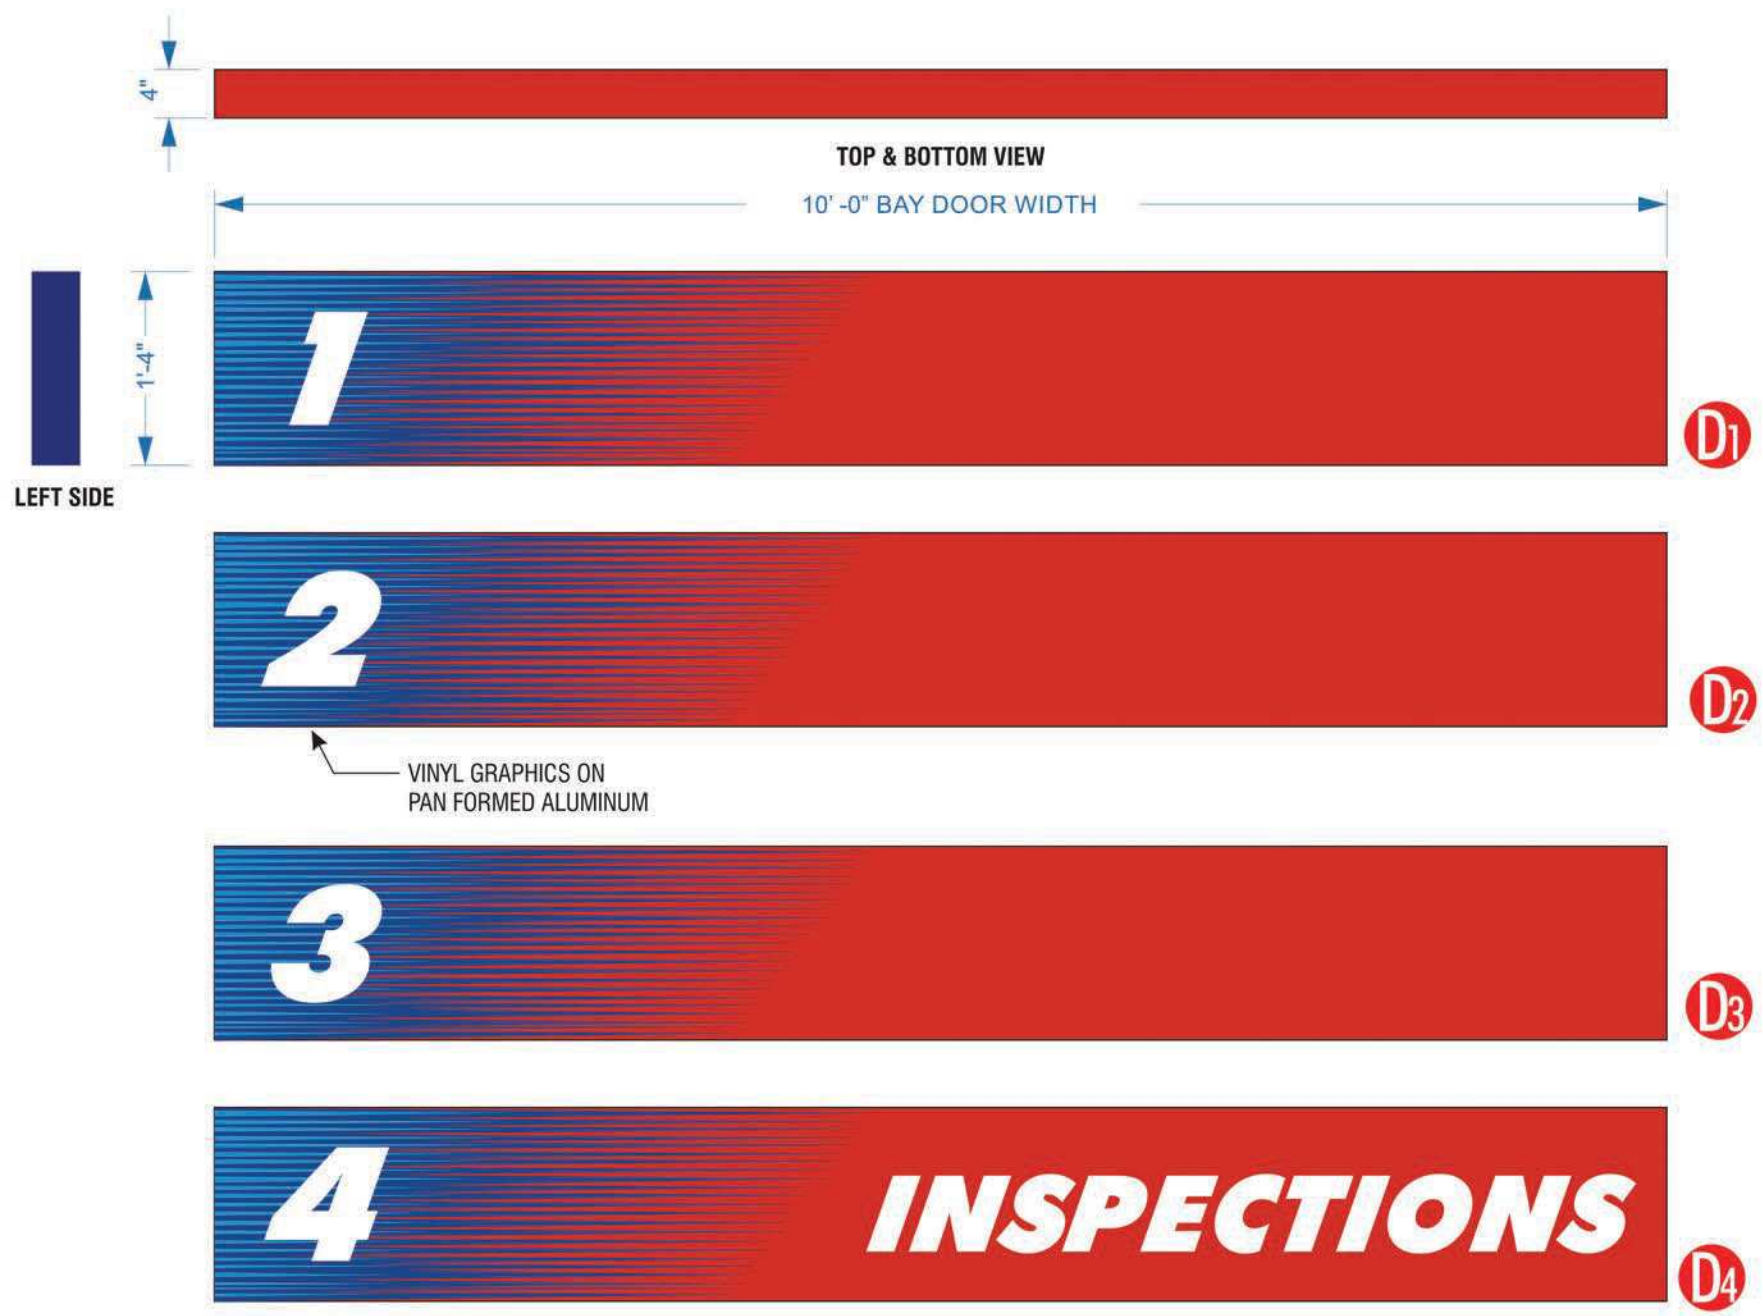 4"
TOP & BOTTOM VIEW
10' -0" BAY DOOR WIDTH
1'-4"
1
D1
LEFT SIDE
2
D2
VINYL GRAPHICS ON
PAN FORMED ALUMINUM
3
D3
4 INSPECTIONS
D4